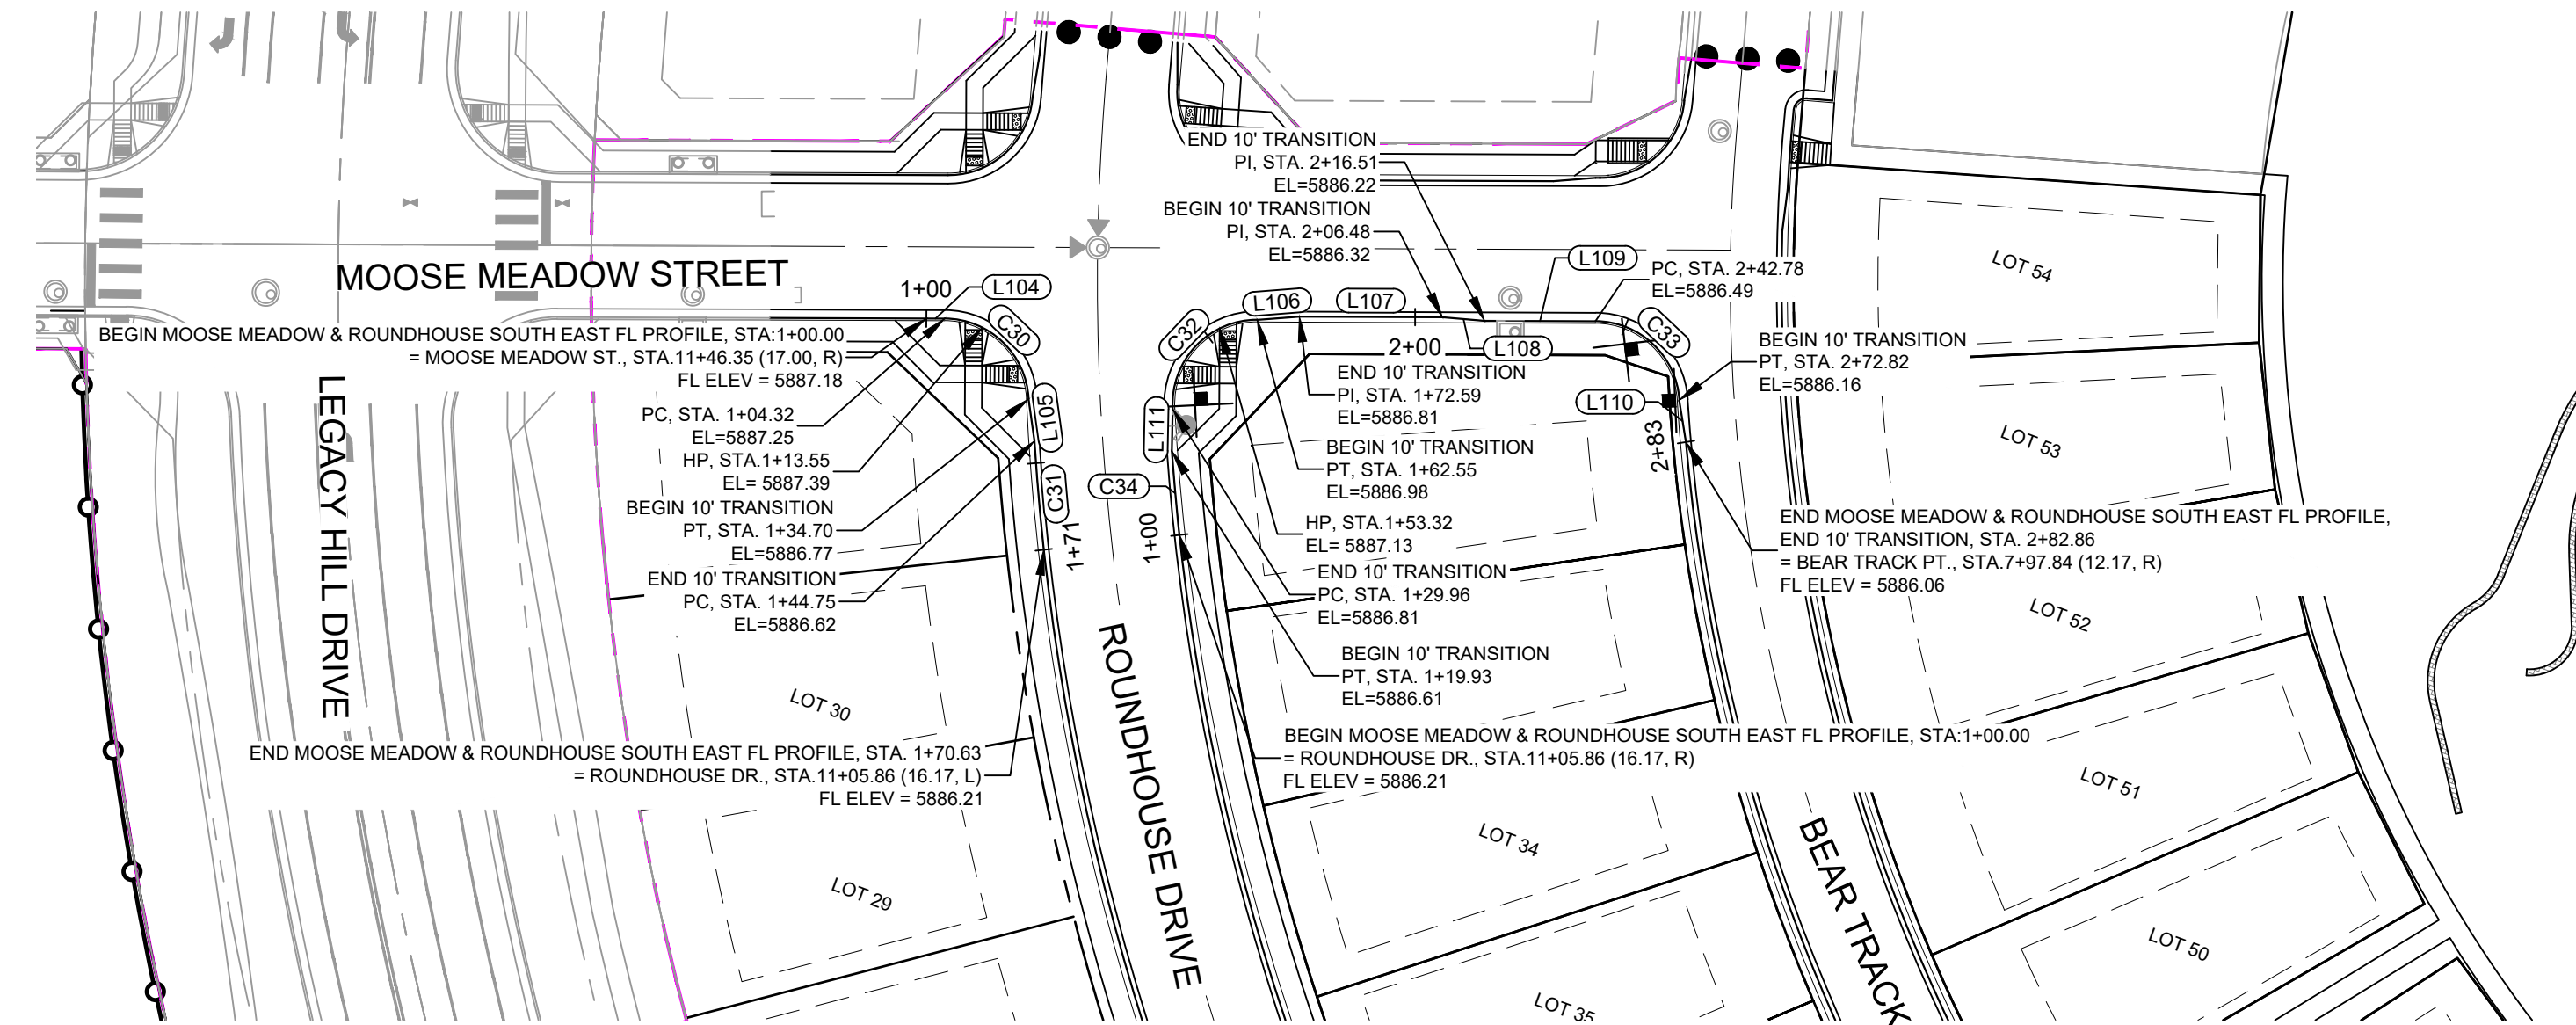 END 10' TRANSITION
PI, STA. 2+16.51
EL=5886.22
BEGIN 10' TRANSITION
PI, STA. 2+06.48
EL=5886.32
MOOSE MEADOW STREET
1+00
L104
L106
L107
L109
PC, STA. 2+42.78
EL=5886.49
LOT 54
BEGIN MOOSE MEADOW & ROUNDHOUSE SOUTH EAST FL PROFILE, STA:1+00.00
= MOOSE MEADOW ST., STA.11+46.35 (17.00, R)
FL ELEV = 5887.18
C30
C32
C33
2+00
L108
BEGIN 10' TRANSITION
PT, STA. 2+72.82
EL=5886.16
END 10' TRANSITION
PI, STA. 1+72.59
EL=5886.81
LEGACY HILL DRIVE
PC, STA. 1+04.32
EL=5887.25
HP, STA.1+13.55
EL= 5887.39
L105
L111
L110
2+83
LOT 53
BEGIN 10' TRANSITION
PT, STA. 1+62.55
EL=5886.98
C31
C34
BEGIN 10' TRANSITION
PT, STA. 1+34.70
EL=5886.77
1+71
1+00
HP, STA.1+53.32
EL= 5887.13
END MOOSE MEADOW & ROUNDHOUSE SOUTH EAST FL PROFILE,
END 10' TRANSITION, STA. 2+82.86
= BEAR TRACK PT., STA.7+97.84 (12.17, R)
FL ELEV = 5886.06
END 10' TRANSITION
PC, STA. 1+44.75
EL=5886.62
END 10' TRANSITION
PC, STA. 1+29.96
EL=5886.81
LOT 52
BEGIN 10' TRANSITION
PT, STA. 1+19.93
EL=5886.61
LOT 30
ROUNDHOUSE DRIVE
END MOOSE MEADOW & ROUNDHOUSE SOUTH EAST FL PROFILE, STA. 1+70.63
= ROUNDHOUSE DR., STA.11+05.86 (16.17, L)
FL ELEV = 5886.21
BEGIN MOOSE MEADOW & ROUNDHOUSE SOUTH EAST FL PROFILE, STA:1+00.00
= ROUNDHOUSE DR., STA.11+05.86 (16.17, R)
FL ELEV = 5886.21
LOT 51
LOT 34
BEAR TRACK
LOT 29
LOT 50
LOT 35